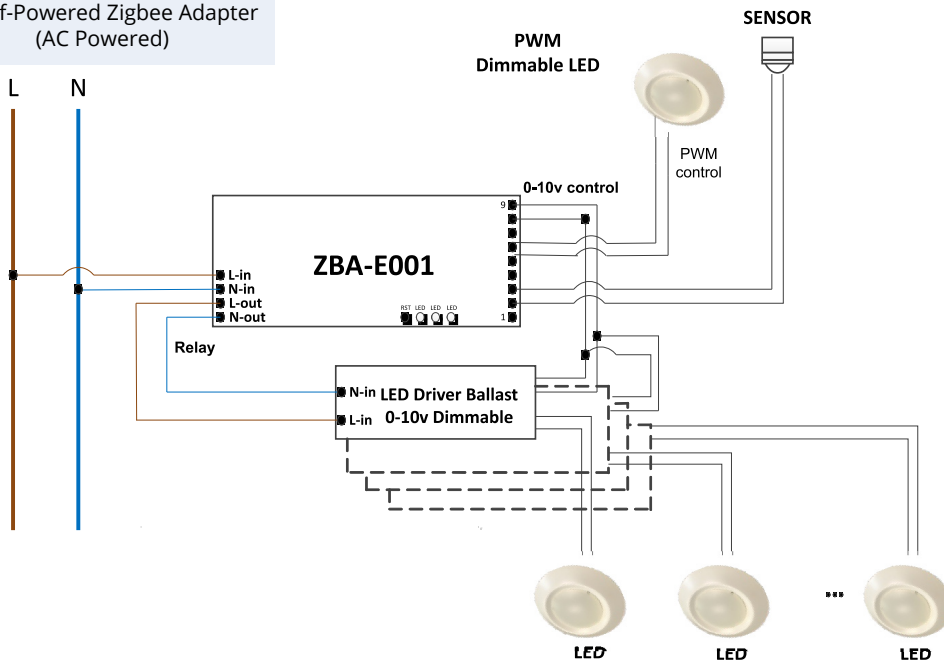 f-Powered Zigbee Adapter
(AC Powered)
L
N
PWM
Dimmable LED
SENSOR
PWM
control
0-10v control
9
ZBA-E001
L-in
N-in
L-out
N-out
RST LED LED LED
1
Relay
N-in
LED Driver Ballast
L-in
0-10v Dimmable
...
LED
LED
LED